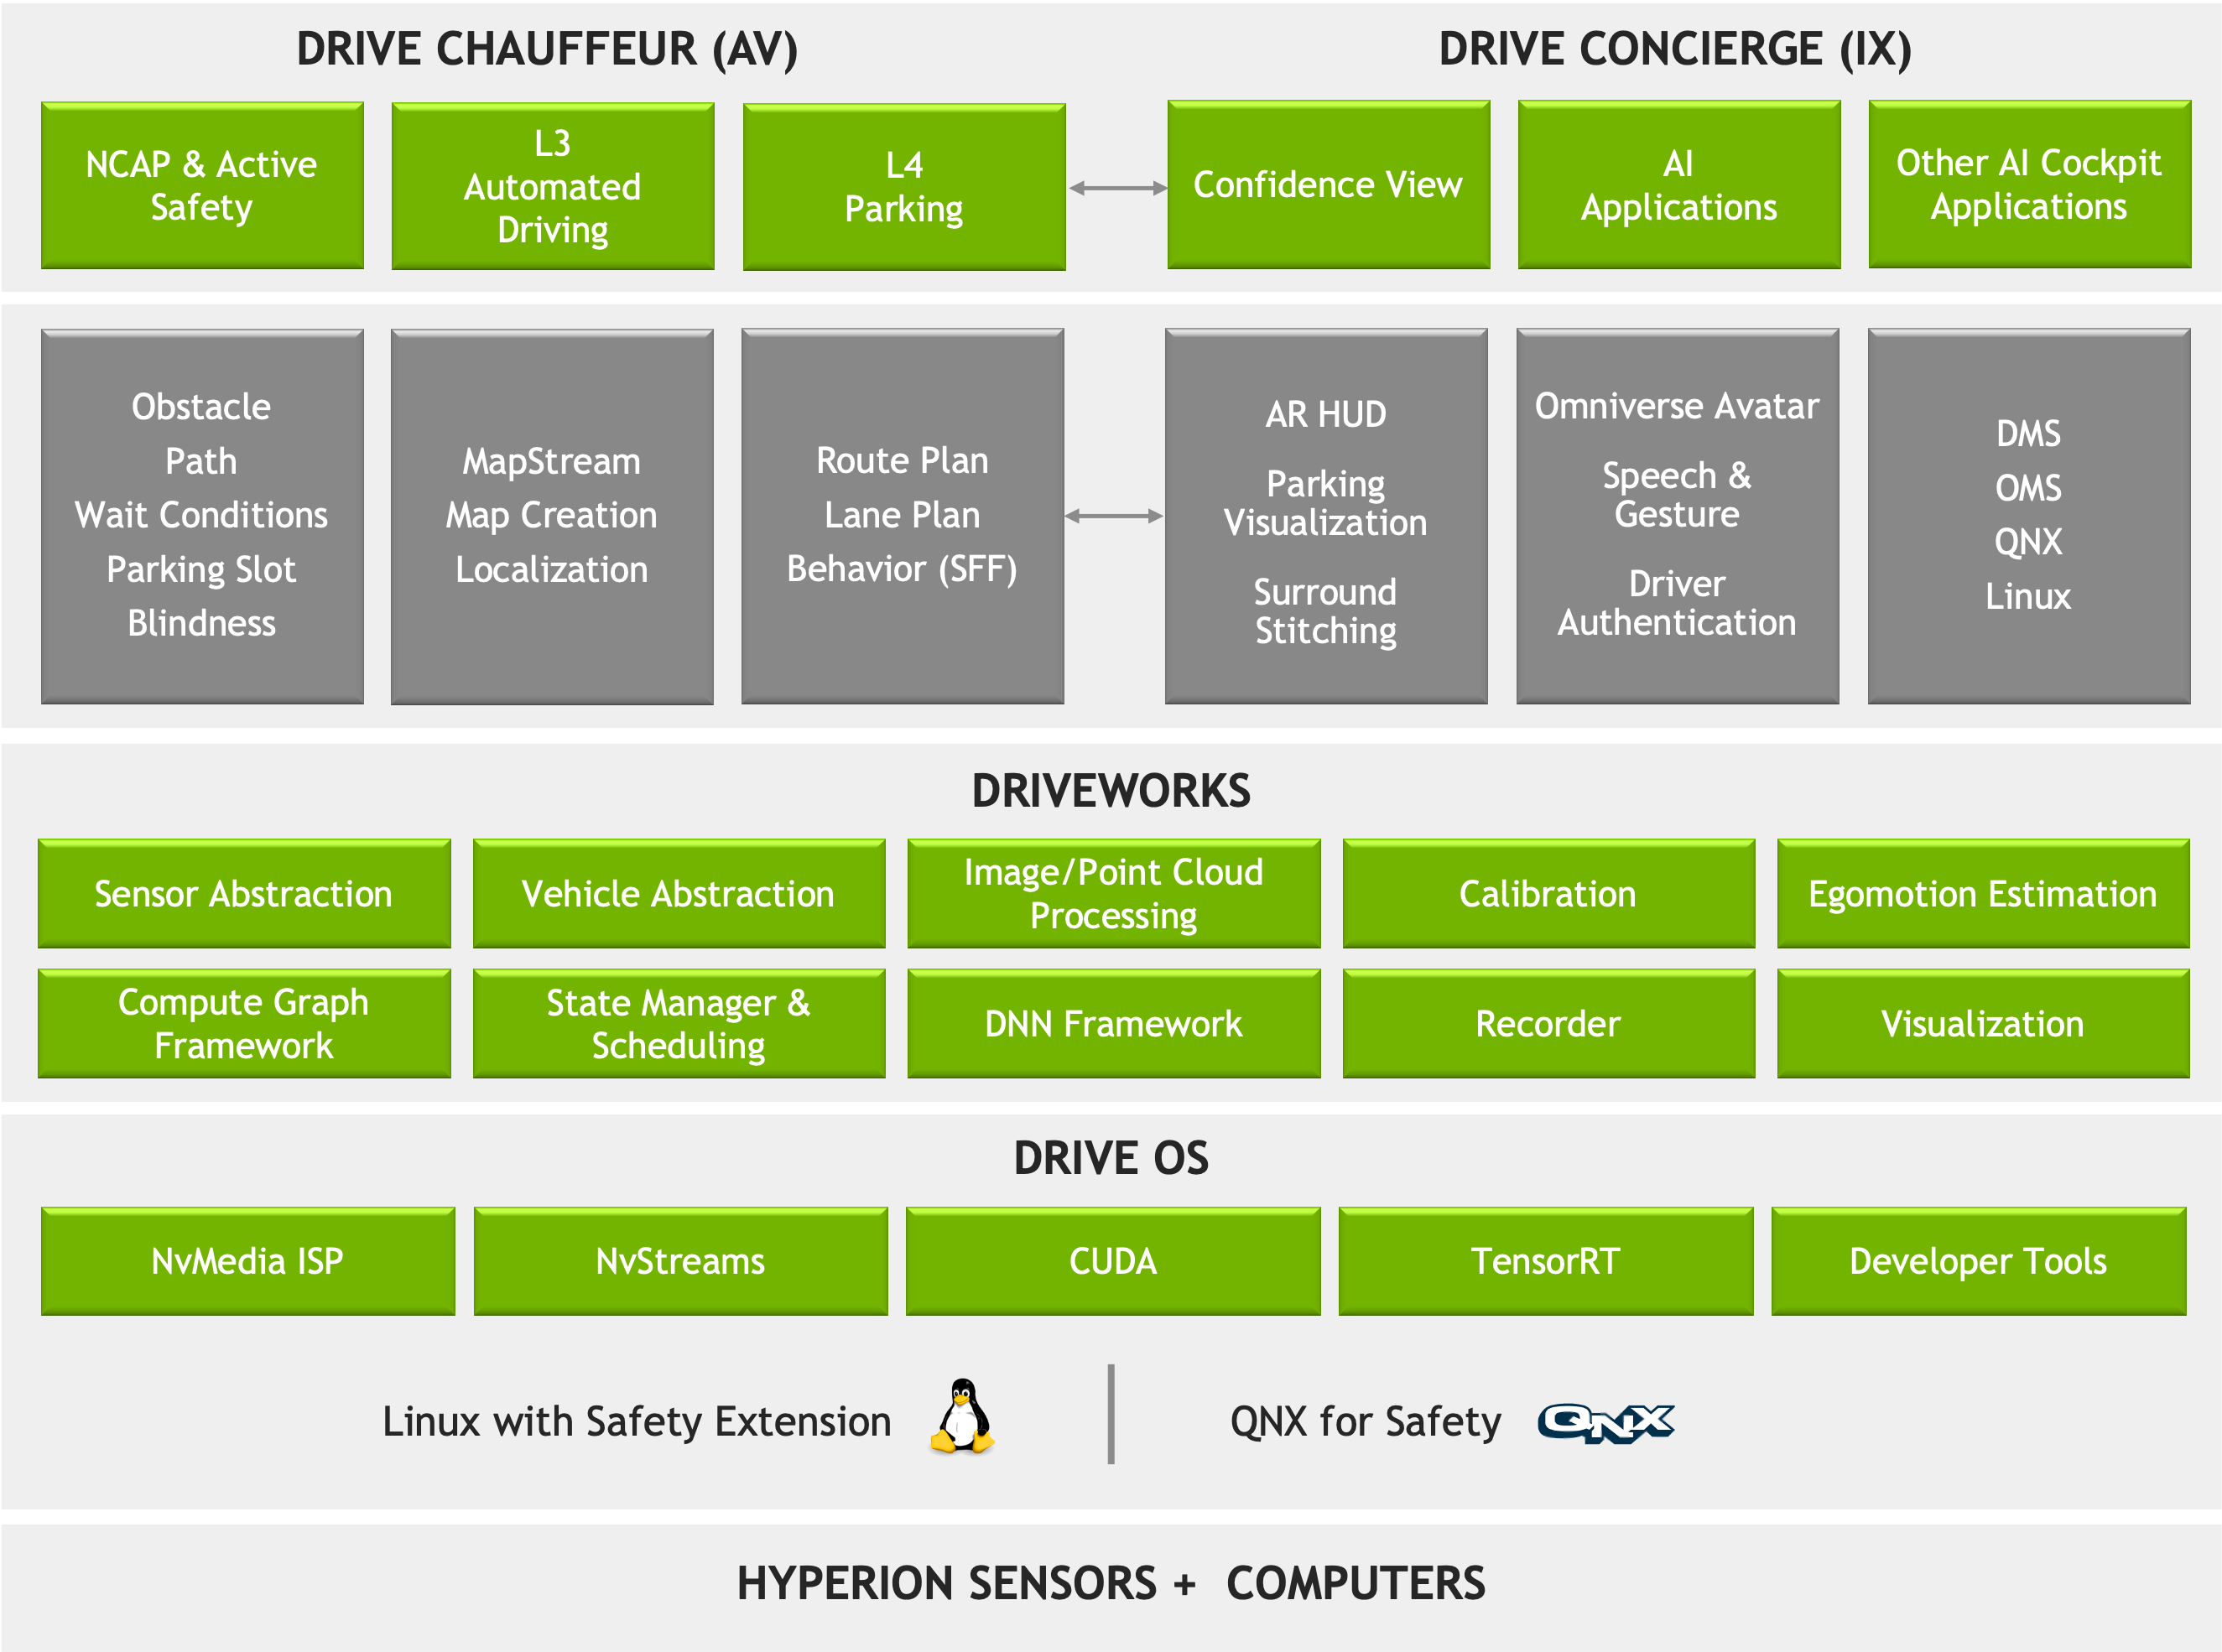 DRIVE CHAUFFEUR (AV)
DRIVE CONCIERGE (IX)
NCAP & Active
Safety
L3
Automated
Driving
L4
Parking
Confidence View
AI
Applications
Other AI Cockpit
Applications
Obstacle
Path
Wait Conditions
Parking Slot
Blindness
MapStream
Map Creation
Localization
Route Plan
Lane Plan
Behavior (SFF)
AR HUD
Parking
Visualization
Surround
Stitching
Omniverse Avatar
Speech &
Gesture
Driver
Authentication
DMS
OMS
QNX
Linux
DRIVEWORKS
Sensor Abstraction
Vehicle Abstraction
Image/Point Cloud
Processing
Calibration
Egomotion Estimation
Compute Graph
Framework
State Manager &
Scheduling
DNN Framework
Recorder
Visualization
DRIVE OS
NvMedia ISP
NvStreams
CUDA
TensorRT
Developer Tools
Linux with Safety Extension
QNX for Safety
QNX
HYPERION SENSORS + COMPUTERS